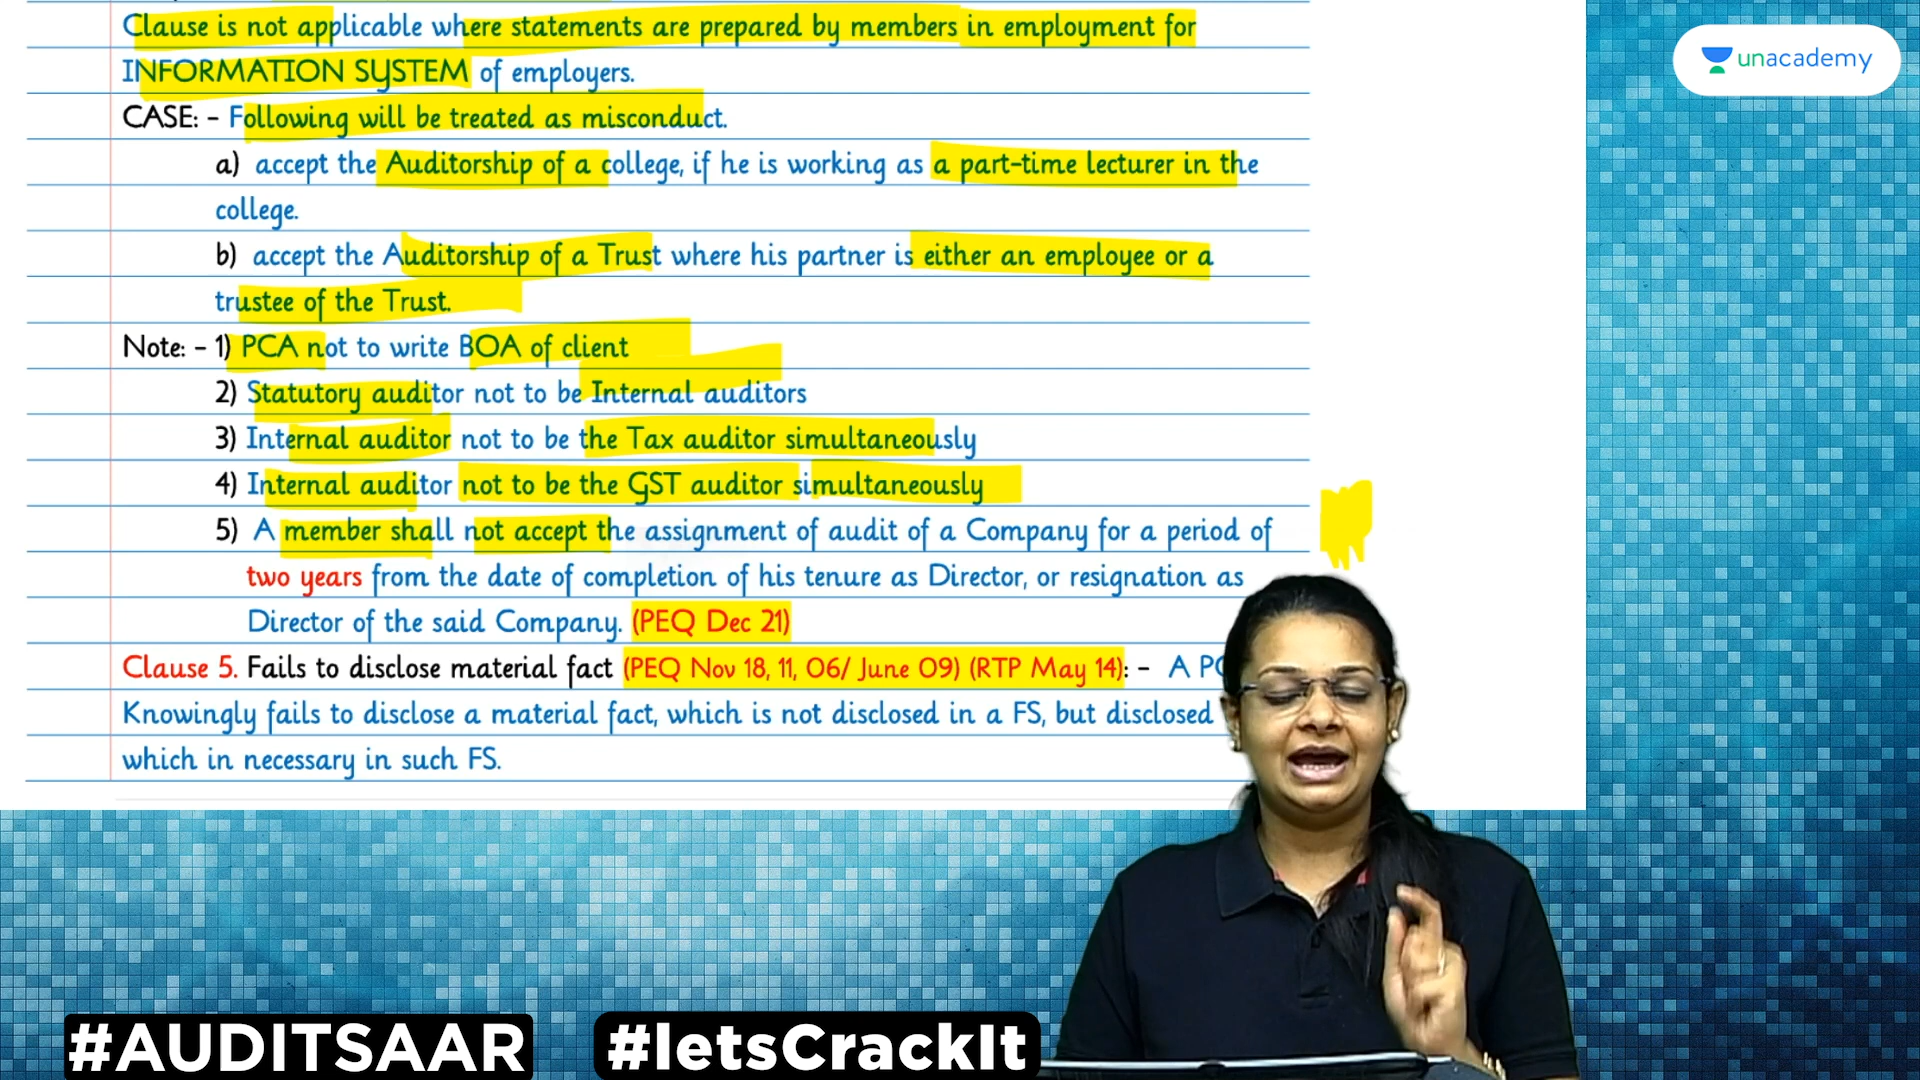 Clause is not applicable where statements are prepared by members in employment for
INFORMATION SYSTEM of employers.
unacademy
CASE: - Following will be treated as misconduct.
a) accept the Auditorship of a college, if he is working as a part-time lecturer in the
college.
b) accept the Auditorship of a Trust where his partner is either an employee or a
trustee of the Trust.
Note: - 1) PCA not to write BOA of client
2) Statutory auditor not to be Internal auditors
3) Internal auditor not to be the Tax auditor simultaneously
4) Internal auditor not to be the GST auditor simultaneously
5) A member shall not accept the assignment of audit of a Company for a period of
two years from the date of completion of his tenure as Director, or resignation as
Director of the said Company. (PEQ Dec 21)
Clause 5. Fails to disclose material fact (PEQ Nov 18, 11, 06/ June 09) (RTP May 14): - A
Knowingly fails to disclose a material fact, which is not disclosed in a FS, but disclosed
which in necessary in such FS.
#AUDITSAAR #letsCrackIt